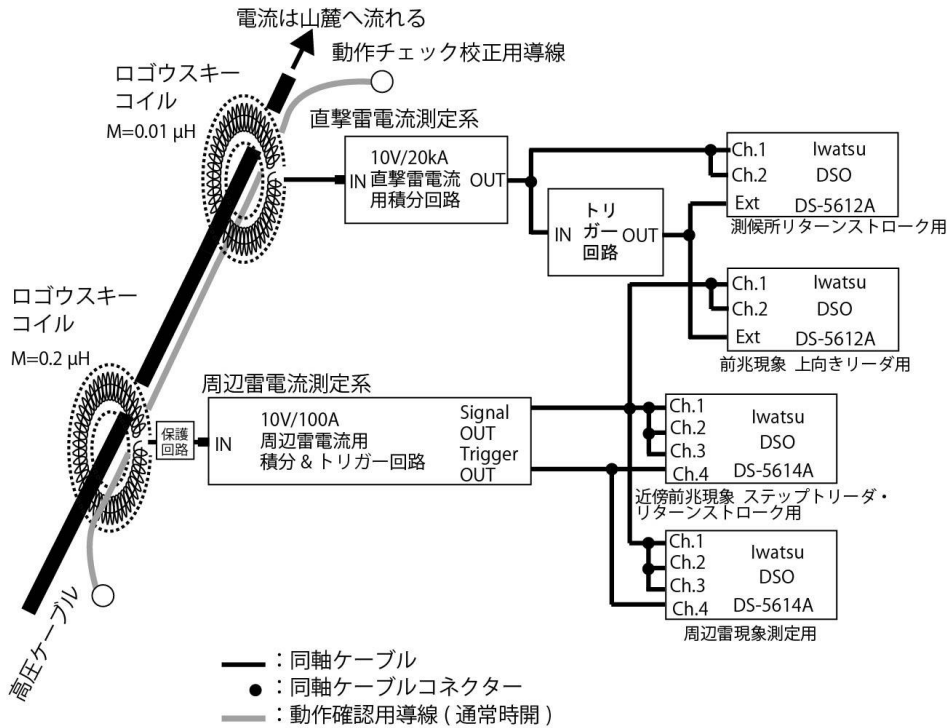 電流は山麓へ流れる
動作チェック校正用導線
ロゴウスキー
コイル
M=0.01 μH
直撃雷電流測定系
10V/20kA
直撃雷電流
用積分回路
IN
OUT
トリ
ガー
回路
IN
OUT
Ch.1
Ch.2
Ext
Iwatsu
DSO
DS-5612A
測候所リターンストローク用
Ch.1
Ch.2
Ext
Iwatsu
DSO
DS-5612A
前兆現象 上向きリーダ用
ロゴウスキー
コイル
M=0.2 μH
保護
回路
周辺雷電流測定系
IN
10V/100A
周辺雷電流用
積分 & トリガー回路
Signal
OUT
Trigger
OUT
Ch.1
Ch.2
Ch.3
Ch.4
Iwatsu
DSO
DS-5614A
近傍前兆現象 ステップトリーダ・
リターンストローク用
Ch.1
Ch.2
Ch.3
Ch.4
Iwatsu
DSO
DS-5614A
周辺雷現象測定用
高圧ケーブル
：同軸ケーブル
：同軸ケーブルコネクター
：動作確認用導線 ( 通常時開 )